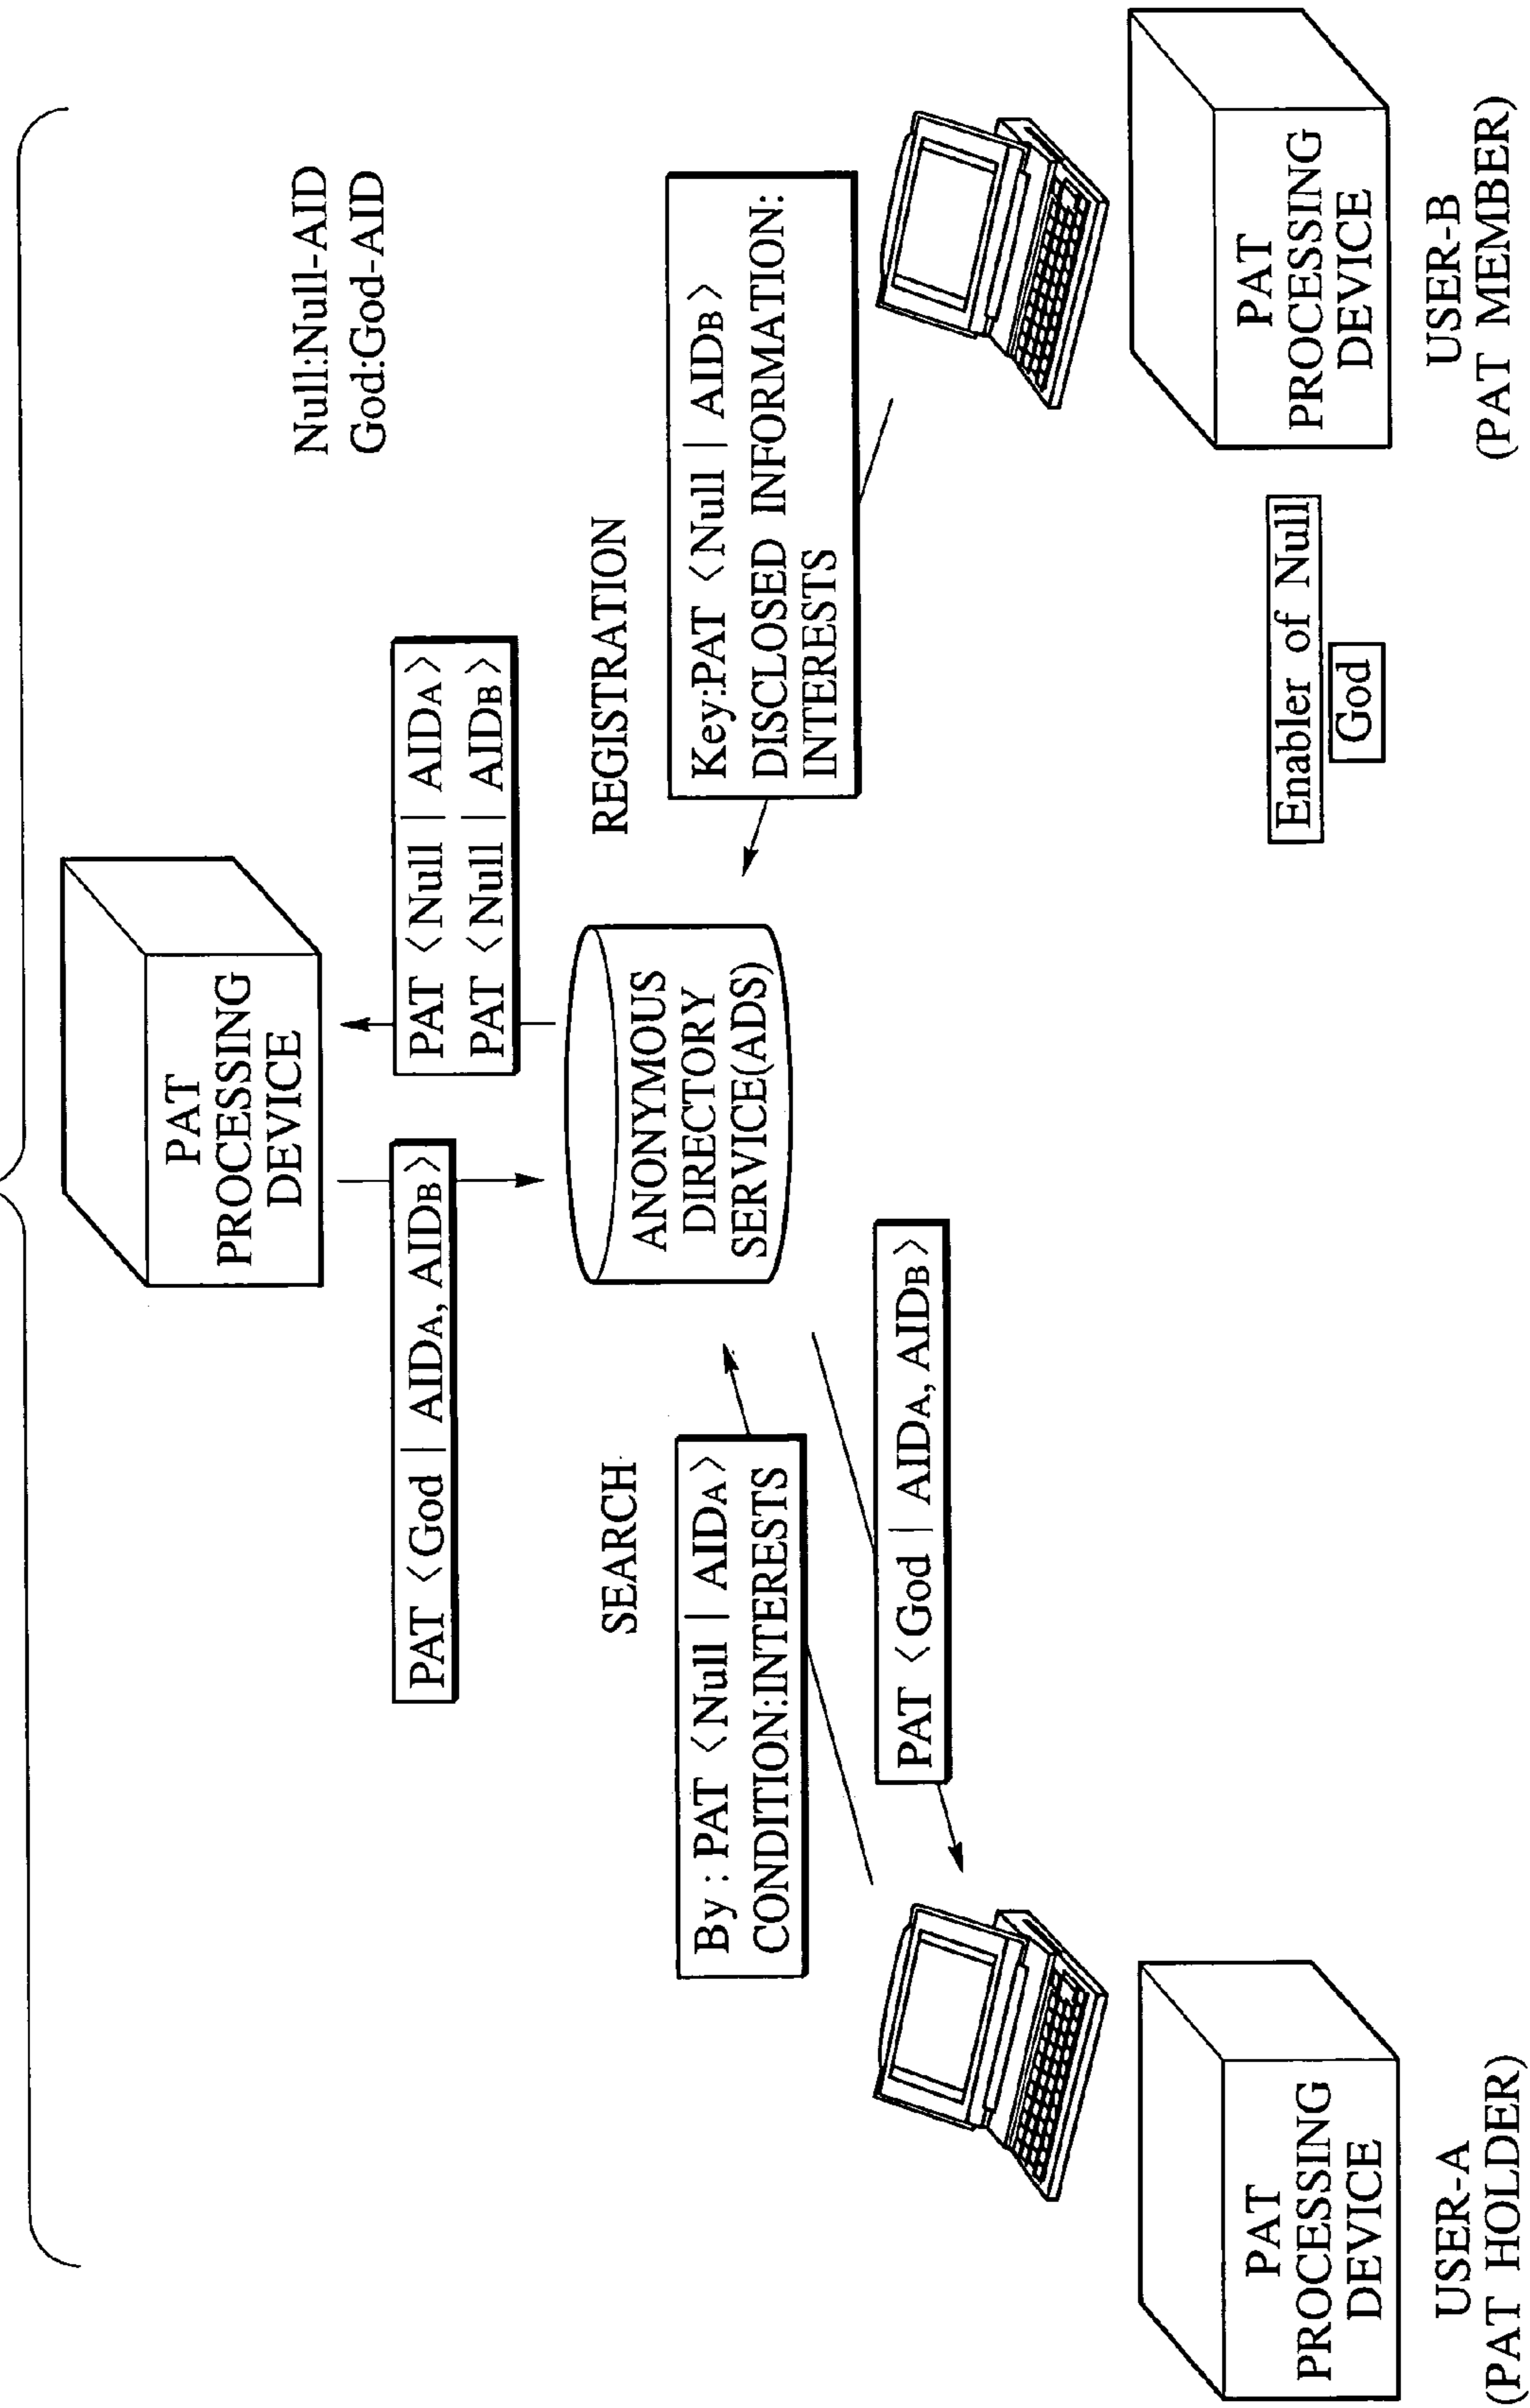 PAT
PROCESSING
DEVICE
Null:Null-AID
God:God-AID
PAT <God | AIDA, AIDB>
PAT <Null | AIDA>
PAT <Null | AIDB>
SEARCH
REGISTRATION
ANONYMOUS
DIRECTORY
SERVICE(ADS)
By : PAT <Null | AIDA>
CONDITION:INTERESTS
Key:PAT <Null | AIDB>
DISCLOSED INFORMATION:
INTERESTS
PAT <God | AIDA, AIDB>
PAT
PROCESSING
DEVICE
USER-A
(PAT HOLDER)
Enabler of Null
God
PAT
PROCESSING
DEVICE
USER-B
(PAT MEMBER)